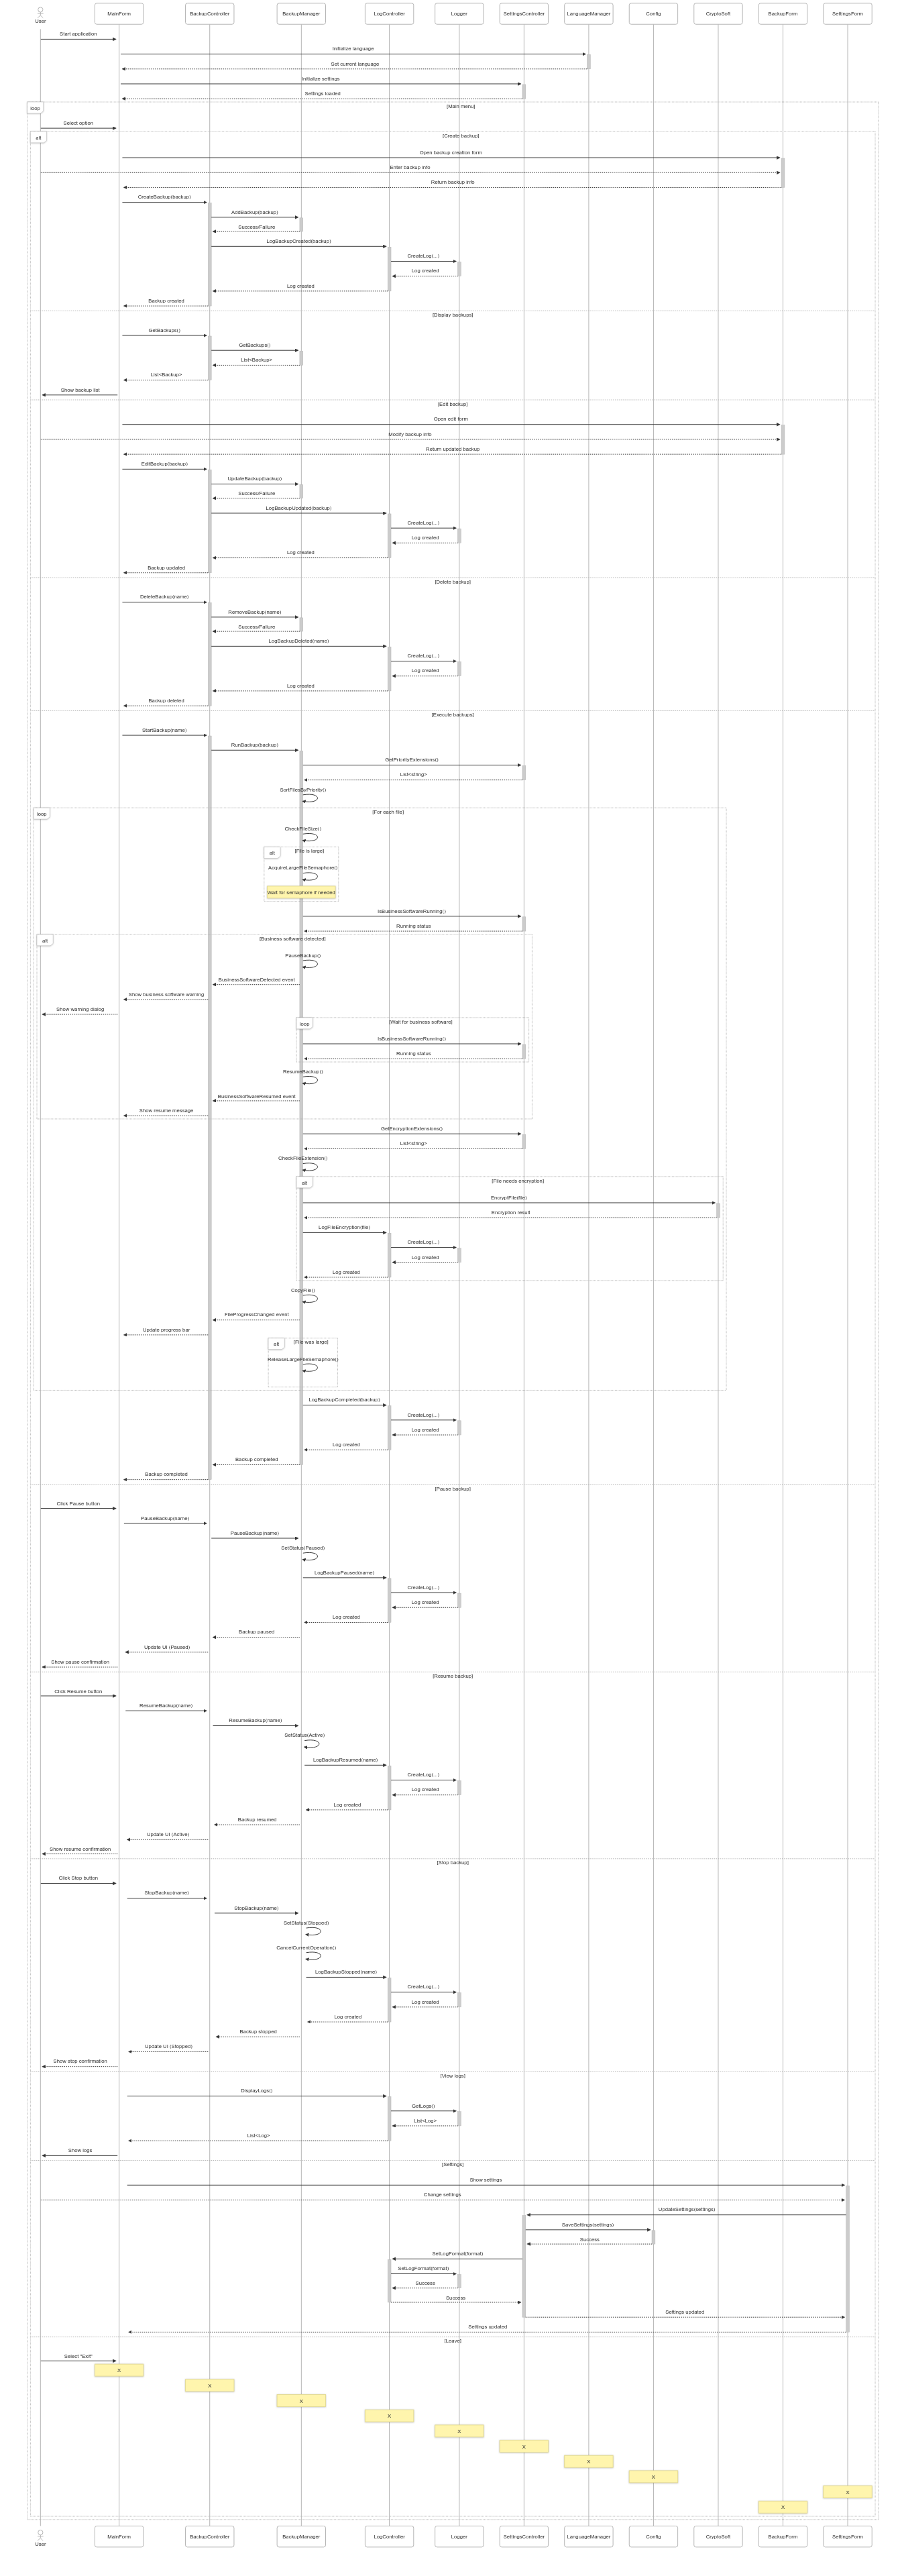 User
MainForm
BackupController
BackupManager
LogController
Logger
SettingsController
LanguageManager
Config
CryptoSoft
BackupForm
SettingsForm
Start application
Initialize language
Set current language
Initialize settings
Settings loaded
loop
[Main menu]
Select option
alt
[Create backup]
Open backup creation form
Enter backup info
Return backup info
CreateBackup(backup)
AddBackup(backup)
Success/Failure
LogBackupCreated(backup)
CreateLog(...)
Log created
Log created
Backup created
[Display backups]
GetBackups()
GetBackups()
List<Backup>
List<Backup>
Show backup list
[Edit backup]
Open edit form
Modify backup info
Return updated backup
EditBackup(backup)
UpdateBackup(backup)
Success/Failure
LogBackupUpdated(backup)
CreateLog(...)
Log created
Log created
Backup updated
[Delete backup]
DeleteBackup(name)
RemoveBackup(name)
Success/Failure
LogBackupDeleted(name)
CreateLog(...)
Log created
Log created
Backup deleted
[Execute backups]
StartBackup(name)
RunBackup(backup)
GetPriorityExtensions()
List<string>
SortFilesByPriority()
loop
[For each file]
CheckFileSize()
alt
[File is large]
AcquireLargeFileSemaphore()
Wait for semaphore if needed
IsBusinessSoftwareRunning()
Running status
alt
[Business software detected]
PauseBackup()
BusinessSoftwareDetected event
Show business software warning
Show warning dialog
loop
[Wait for business software]
IsBusinessSoftwareRunning()
Running status
ResumeBackup()
BusinessSoftwareResumed event
Show resume message
GetEncryptionExtensions()
List<string>
CheckFileExtension()
alt
[File needs encryption]
EncryptFile(file)
Encryption result
LogFileEncryption(file)
CreateLog(...)
Log created
Log created
CopyFile()
FileProgressChanged event
Update progress bar
alt
[File was large]
ReleaseLargeFileSemaphore()
LogBackupCompleted(backup)
CreateLog(...)
Log created
Log created
Backup completed
Backup completed
[Pause backup]
Click Pause button
PauseBackup(name)
PauseBackup(name)
SetStatus(Paused)
LogBackupPaused(name)
CreateLog(...)
Log created
Log created
Backup paused
Update UI (Paused)
Show pause confirmation
[Resume backup]
Click Resume button
ResumeBackup(name)
ResumeBackup(name)
SetStatus(Active)
LogBackupResumed(name)
CreateLog(...)
Log created
Log created
Backup resumed
Update UI (Active)
Show resume confirmation
[Stop backup]
Click Stop button
StopBackup(name)
StopBackup(name)
SetStatus(Stopped)
CancelCurrentOperation()
LogBackupStopped(name)
CreateLog(...)
Log created
Log created
Backup stopped
Update UI (Stopped)
Show stop confirmation
[View logs]
DisplayLogs()
GetLogs()
List<Log>
List<Log>
Show logs
[Settings]
Show settings
Change settings
UpdateSettings(settings)
SaveSettings(settings)
Success
SetLogFormat(format)
SetLogFormat(format)
Success
Success
Settings updated
Settings updated
[Leave]
Select "Exit"
X
X
X
X
X
X
X
X
X
X
User
MainForm
BackupController
BackupManager
LogController
Logger
SettingsController
LanguageManager
Config
CryptoSoft
BackupForm
SettingsForm